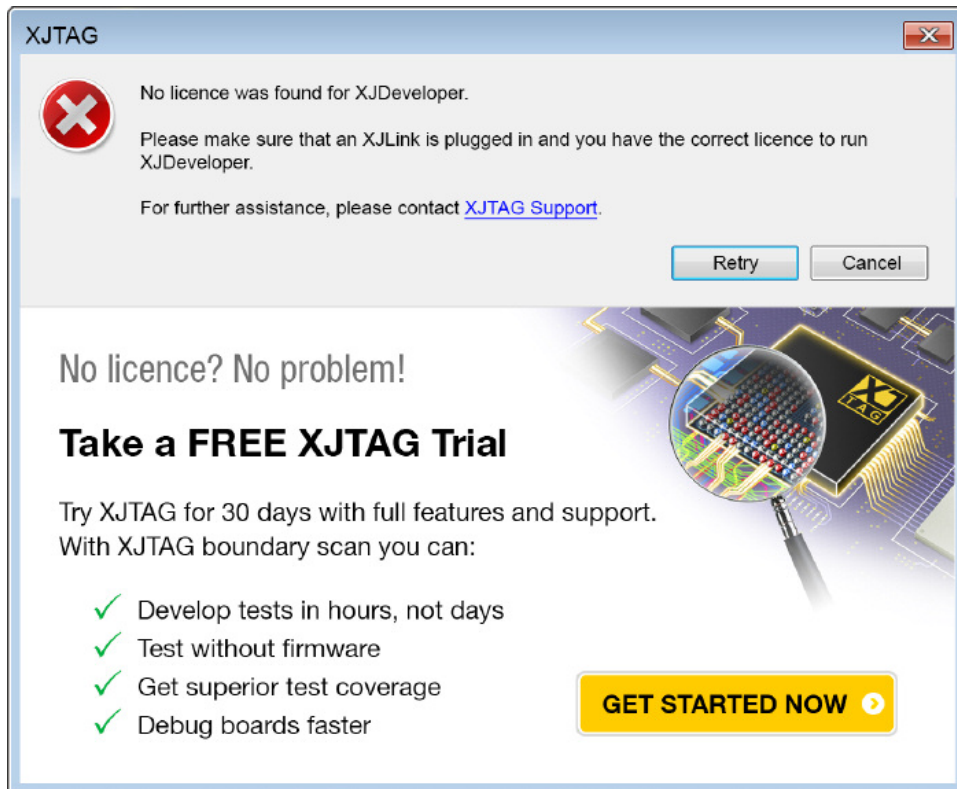 XJTAG
No licence was found for XJDeveloper.
Please make sure that an XJLink is plugged in and you have the correct licence to run
XJDeveloper.
For further assistance, please contact XJTAG Support.
Retry
Cancel
No licence? No problem!
XJ
TAG
Take a FREE XJTAG Trial
Try XJTAG for 30 days with full features and support.
With XJTAG boundary scan you can:
Develop tests in hours, not days
Test without firmware
Get superior test coverage
Debug boards faster
GET STARTED NOW